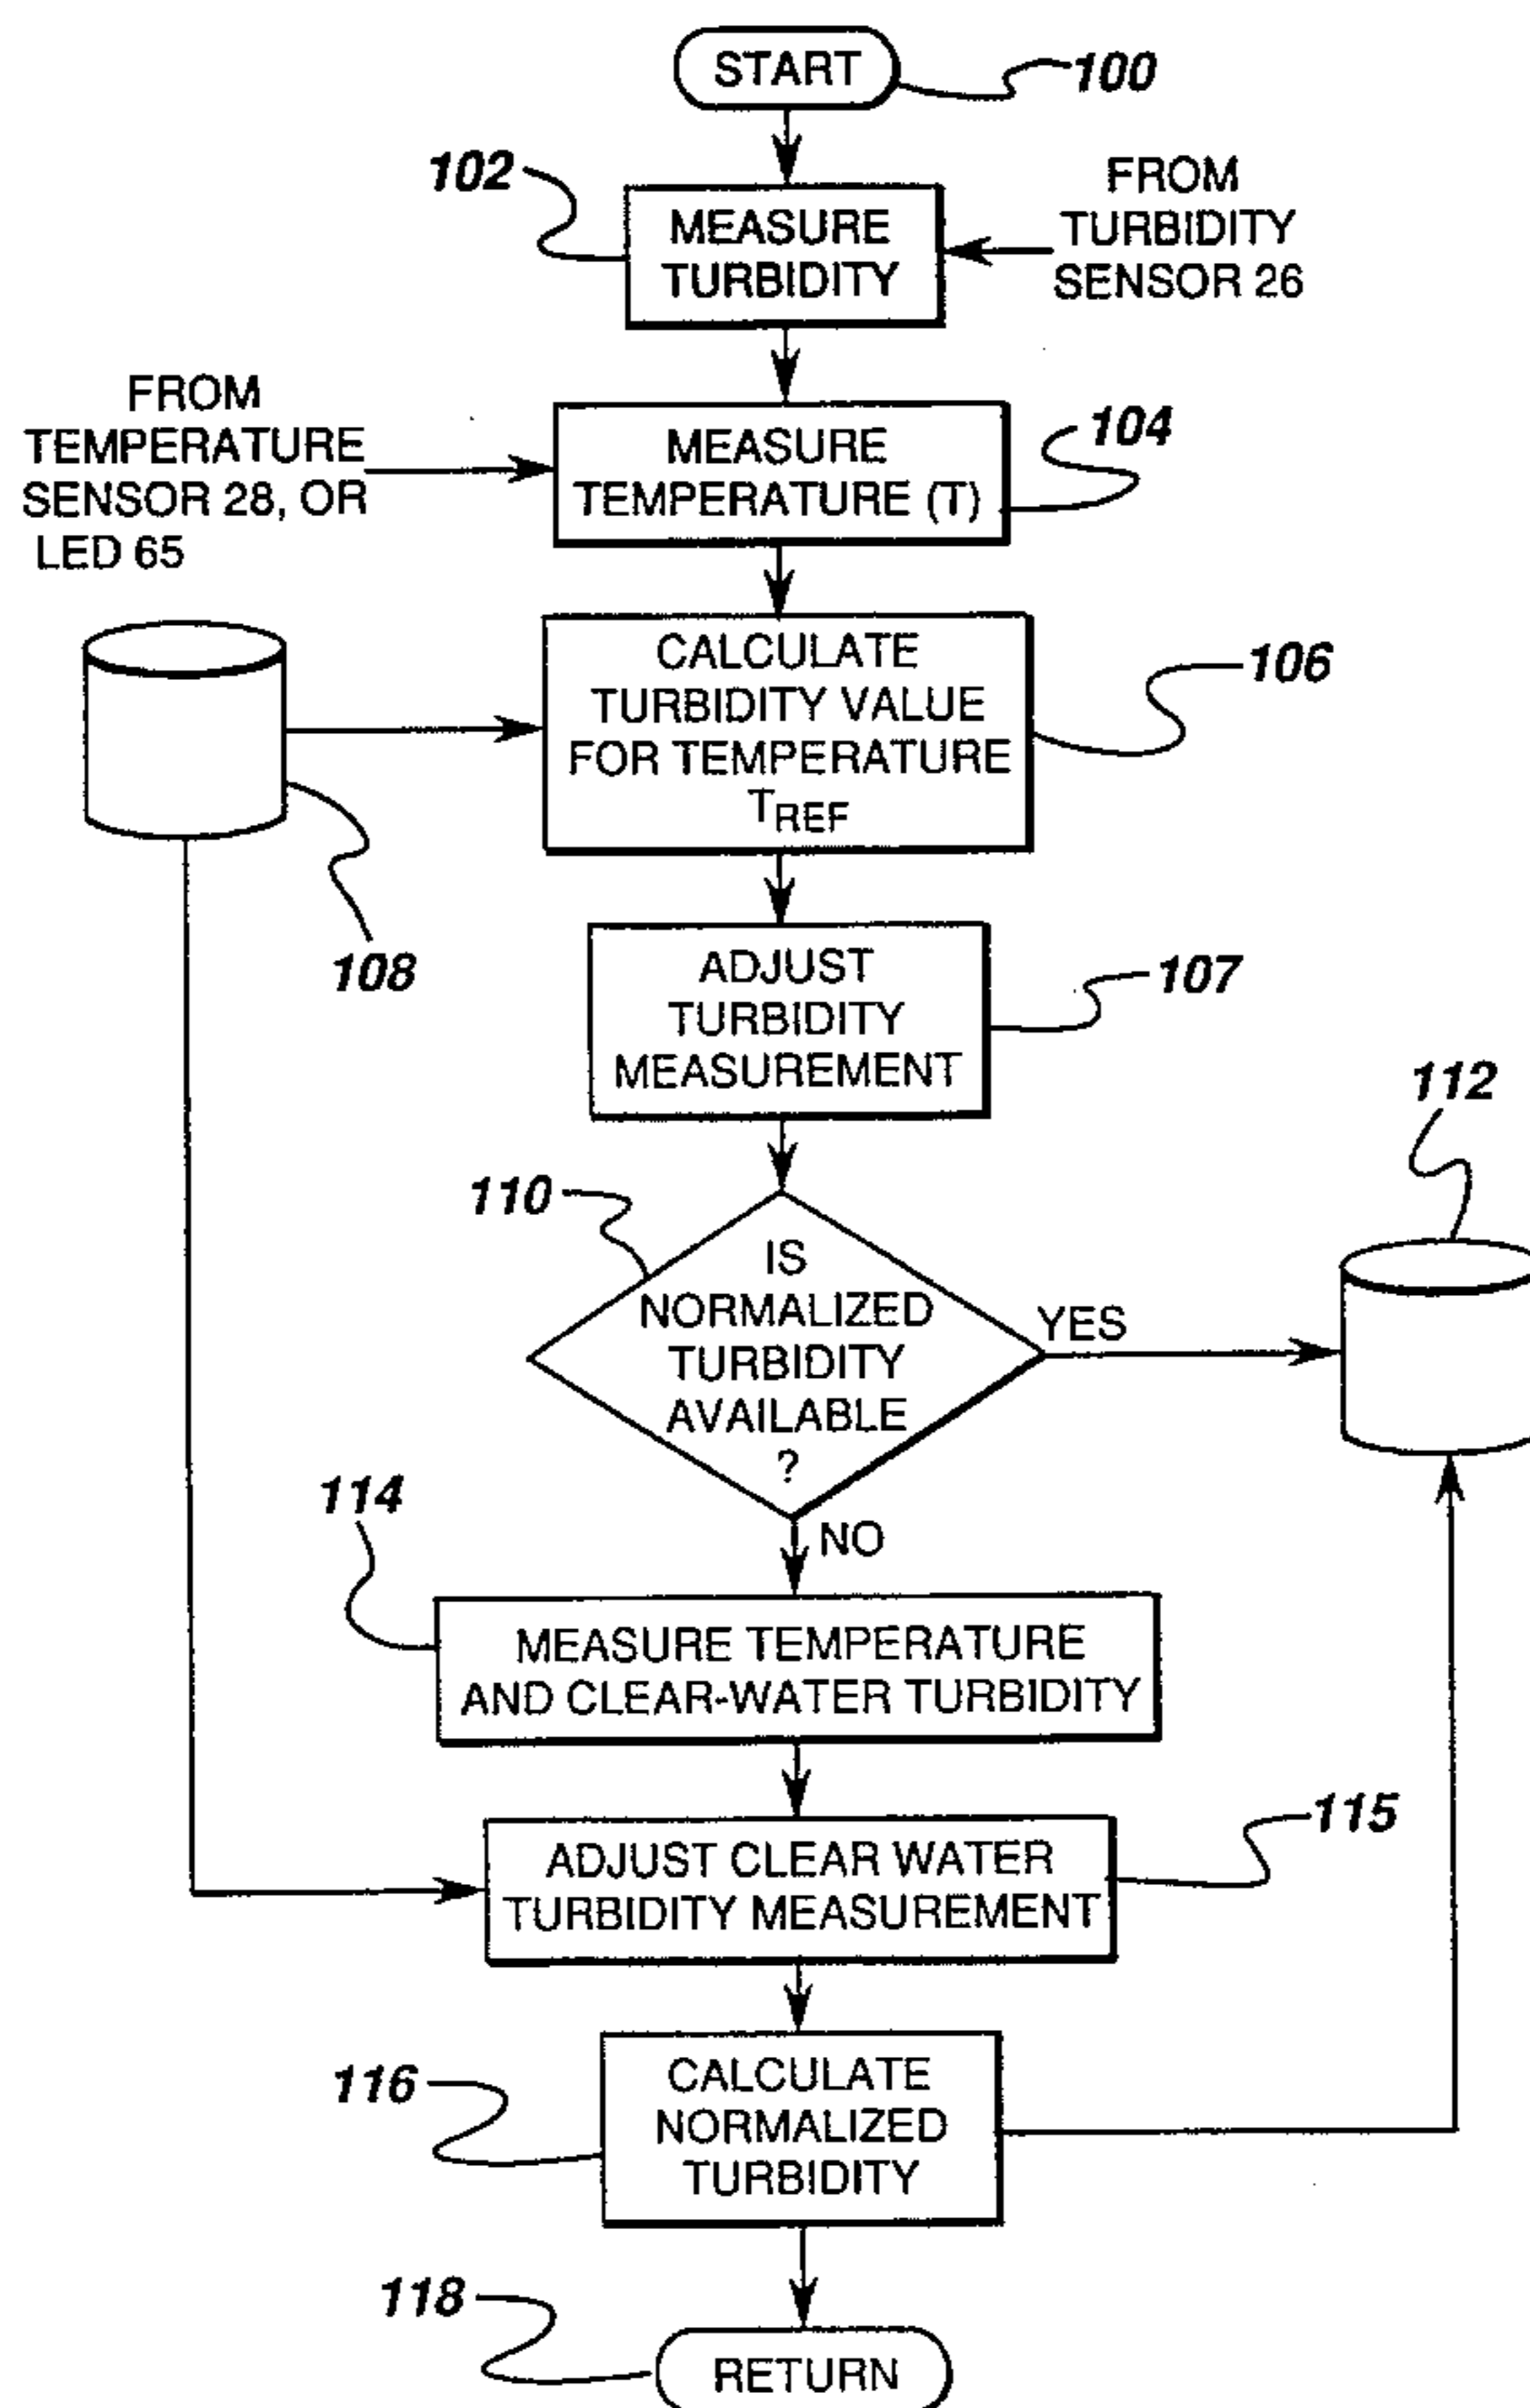 START
100
102
MEASURE
TURBIDITY
FROM
TURBIDITY
SENSOR 26
FROM
TEMPERATURE
SENSOR 28, OR
LED 65
MEASURE
TEMPERATURE (T)
104
CALCULATE
TURBIDITY VALUE
FOR TEMPERATURE
TREF
106
108
ADJUST
TURBIDITY
MEASUREMENT
107
112
110
IS
NORMALIZED
TURBIDITY
AVAILABLE
?
YES
NO
114
MEASURE TEMPERATURE
AND CLEAR-WATER TURBIDITY
ADJUST CLEAR WATER
TURBIDITY MEASUREMENT
115
116
CALCULATE
NORMALIZED
TURBIDITY
118
RETURN